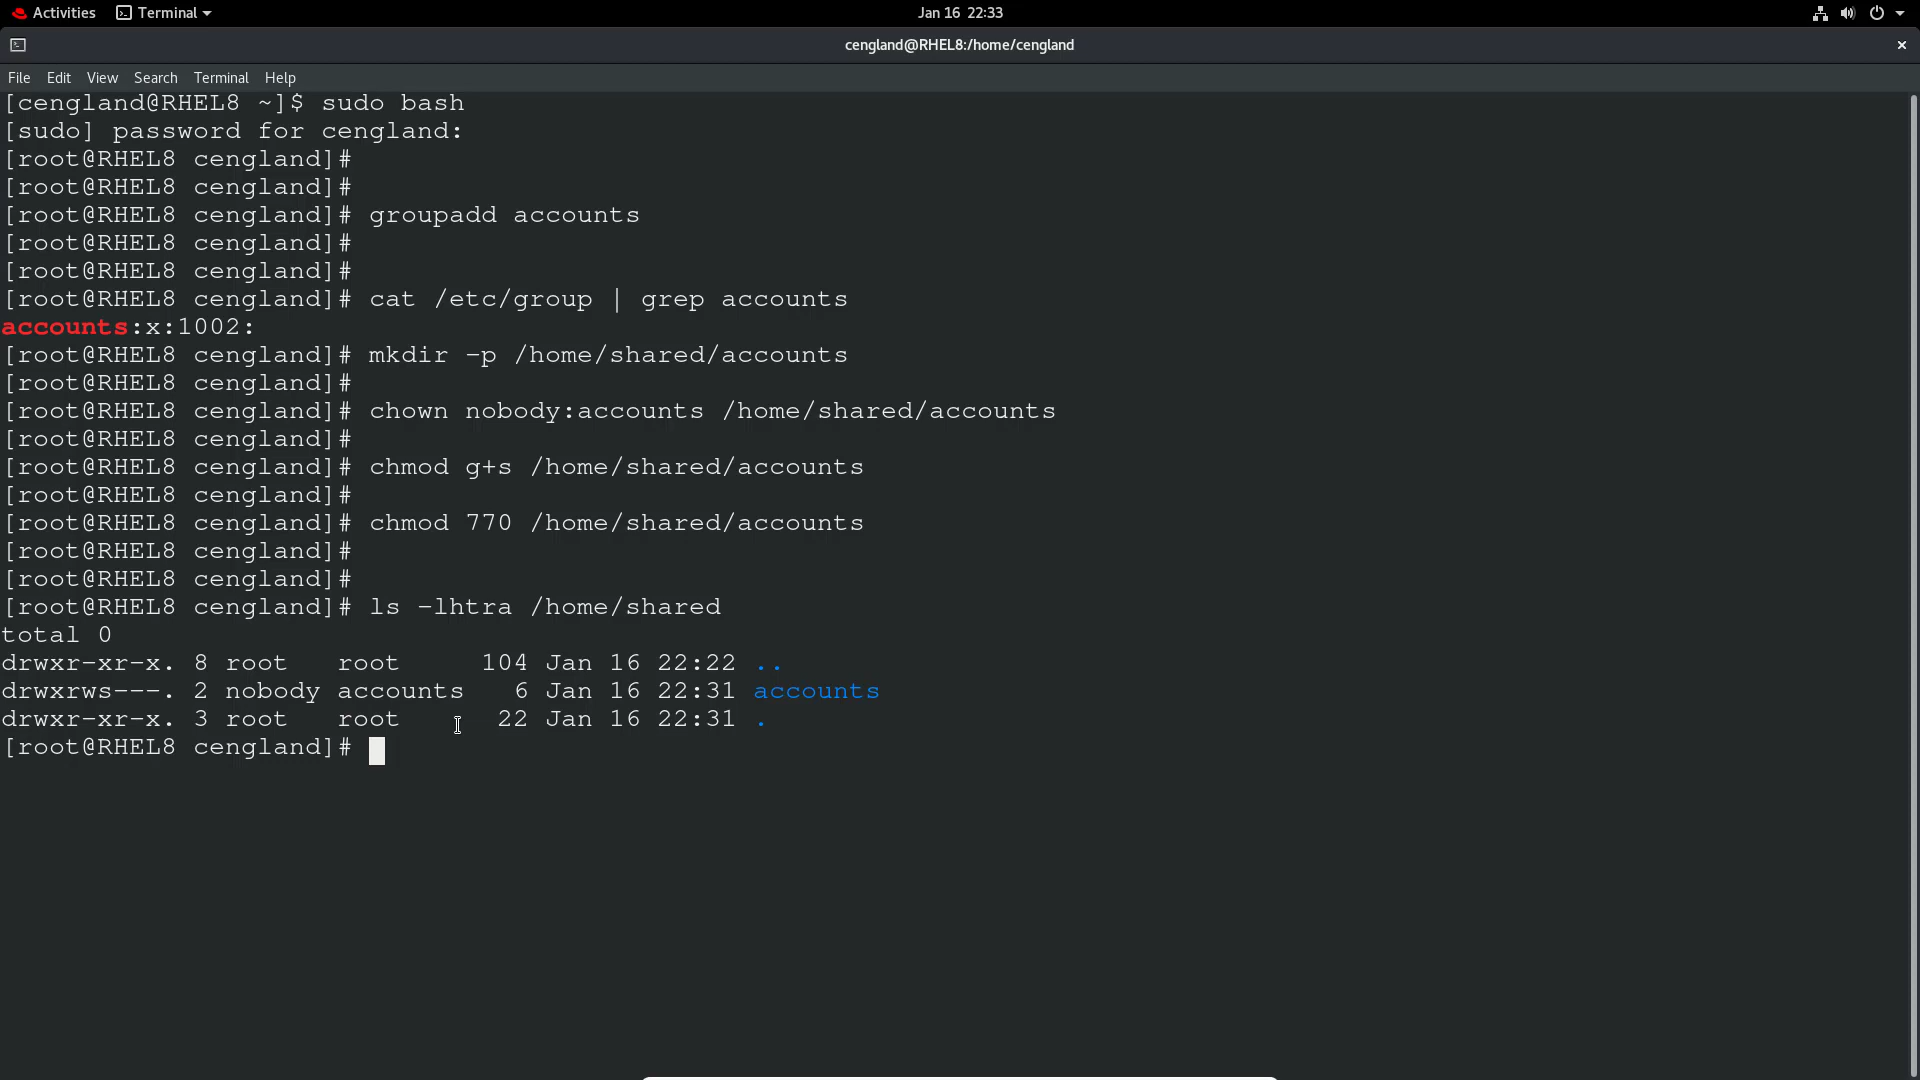 Activities Terminal Jan 16 22:33
cengland@RHEL8:/home/cengland
File Edit View Search Terminal Help
[cengland@RHEL8 ~]$ sudo bash
[sudo] password for cengland:
[root@RHEL8 cengland]#
[root@RHEL8 cengland]#
[root@RHEL8 cengland]# groupadd accounts
[root@RHEL8 cengland]#
[root@RHEL8 cengland]#
[root@RHEL8 cengland]# cat /etc/group | grep accounts
accounts:x:1002:
[root@RHEL8 cengland]# mkdir -p /home/shared/accounts
[root@RHEL8 cengland]#
[root@RHEL8 cengland]# chown nobody:accounts /home/shared/accounts
[root@RHEL8 cengland]#
[root@RHEL8 cengland]# chmod g+s /home/shared/accounts
[root@RHEL8 cengland]#
[root@RHEL8 cengland]# chmod 770 /home/shared/accounts
[root@RHEL8 cengland]#
[root@RHEL8 cengland]#
[root@RHEL8 cengland]# ls -lhtra /home/shared
total 0
drwxr-xr-x. 8 root   root     104 Jan 16 22:22 ..
drwxrws---. 2 nobody accounts   6 Jan 16 22:31 accounts
drwxr-xr-x. 3 root   root      22 Jan 16 22:31 .
[root@RHEL8 cengland]#